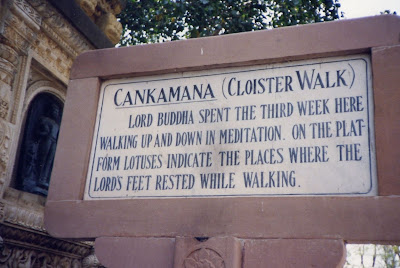 CANKAMANA (CLOISTER WALK)
LORD BUDDHA SPENT THE THIRD WEEK HERE
WALKING UP AND DOWN IN MEDITATION. ON THE PLAT-
FORM LOTUSES INDICATE THE PLACES WHERE THE
LORD'S FEET RESTED WHILE WALKING.